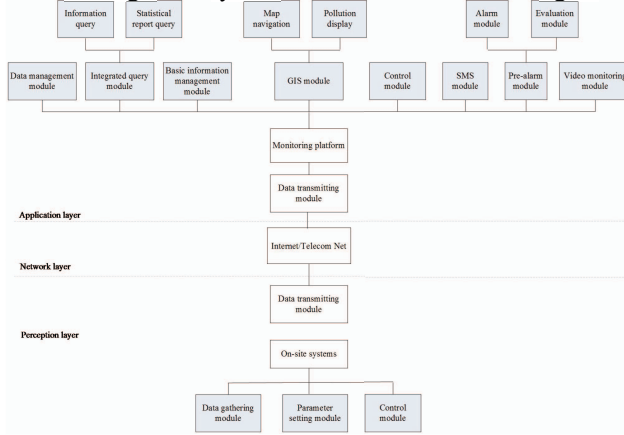 Information
query
Statistical
report query
Map
navigation
Pollution
display
Alarm
module
Evaluation
module
Data management
module
Integrated query
module
Basic information
management
module
GIS module
Control
module
SMS
module
Pre-alarm
module
Video monitoring
module
Monitoring platform
Data transmitting
module
Application layer
Internet/Telecom Net
Network layer
Data transmitting
module
Perception layer
On-site systems
Data gathering
module
Parameter
setting module
Control
module